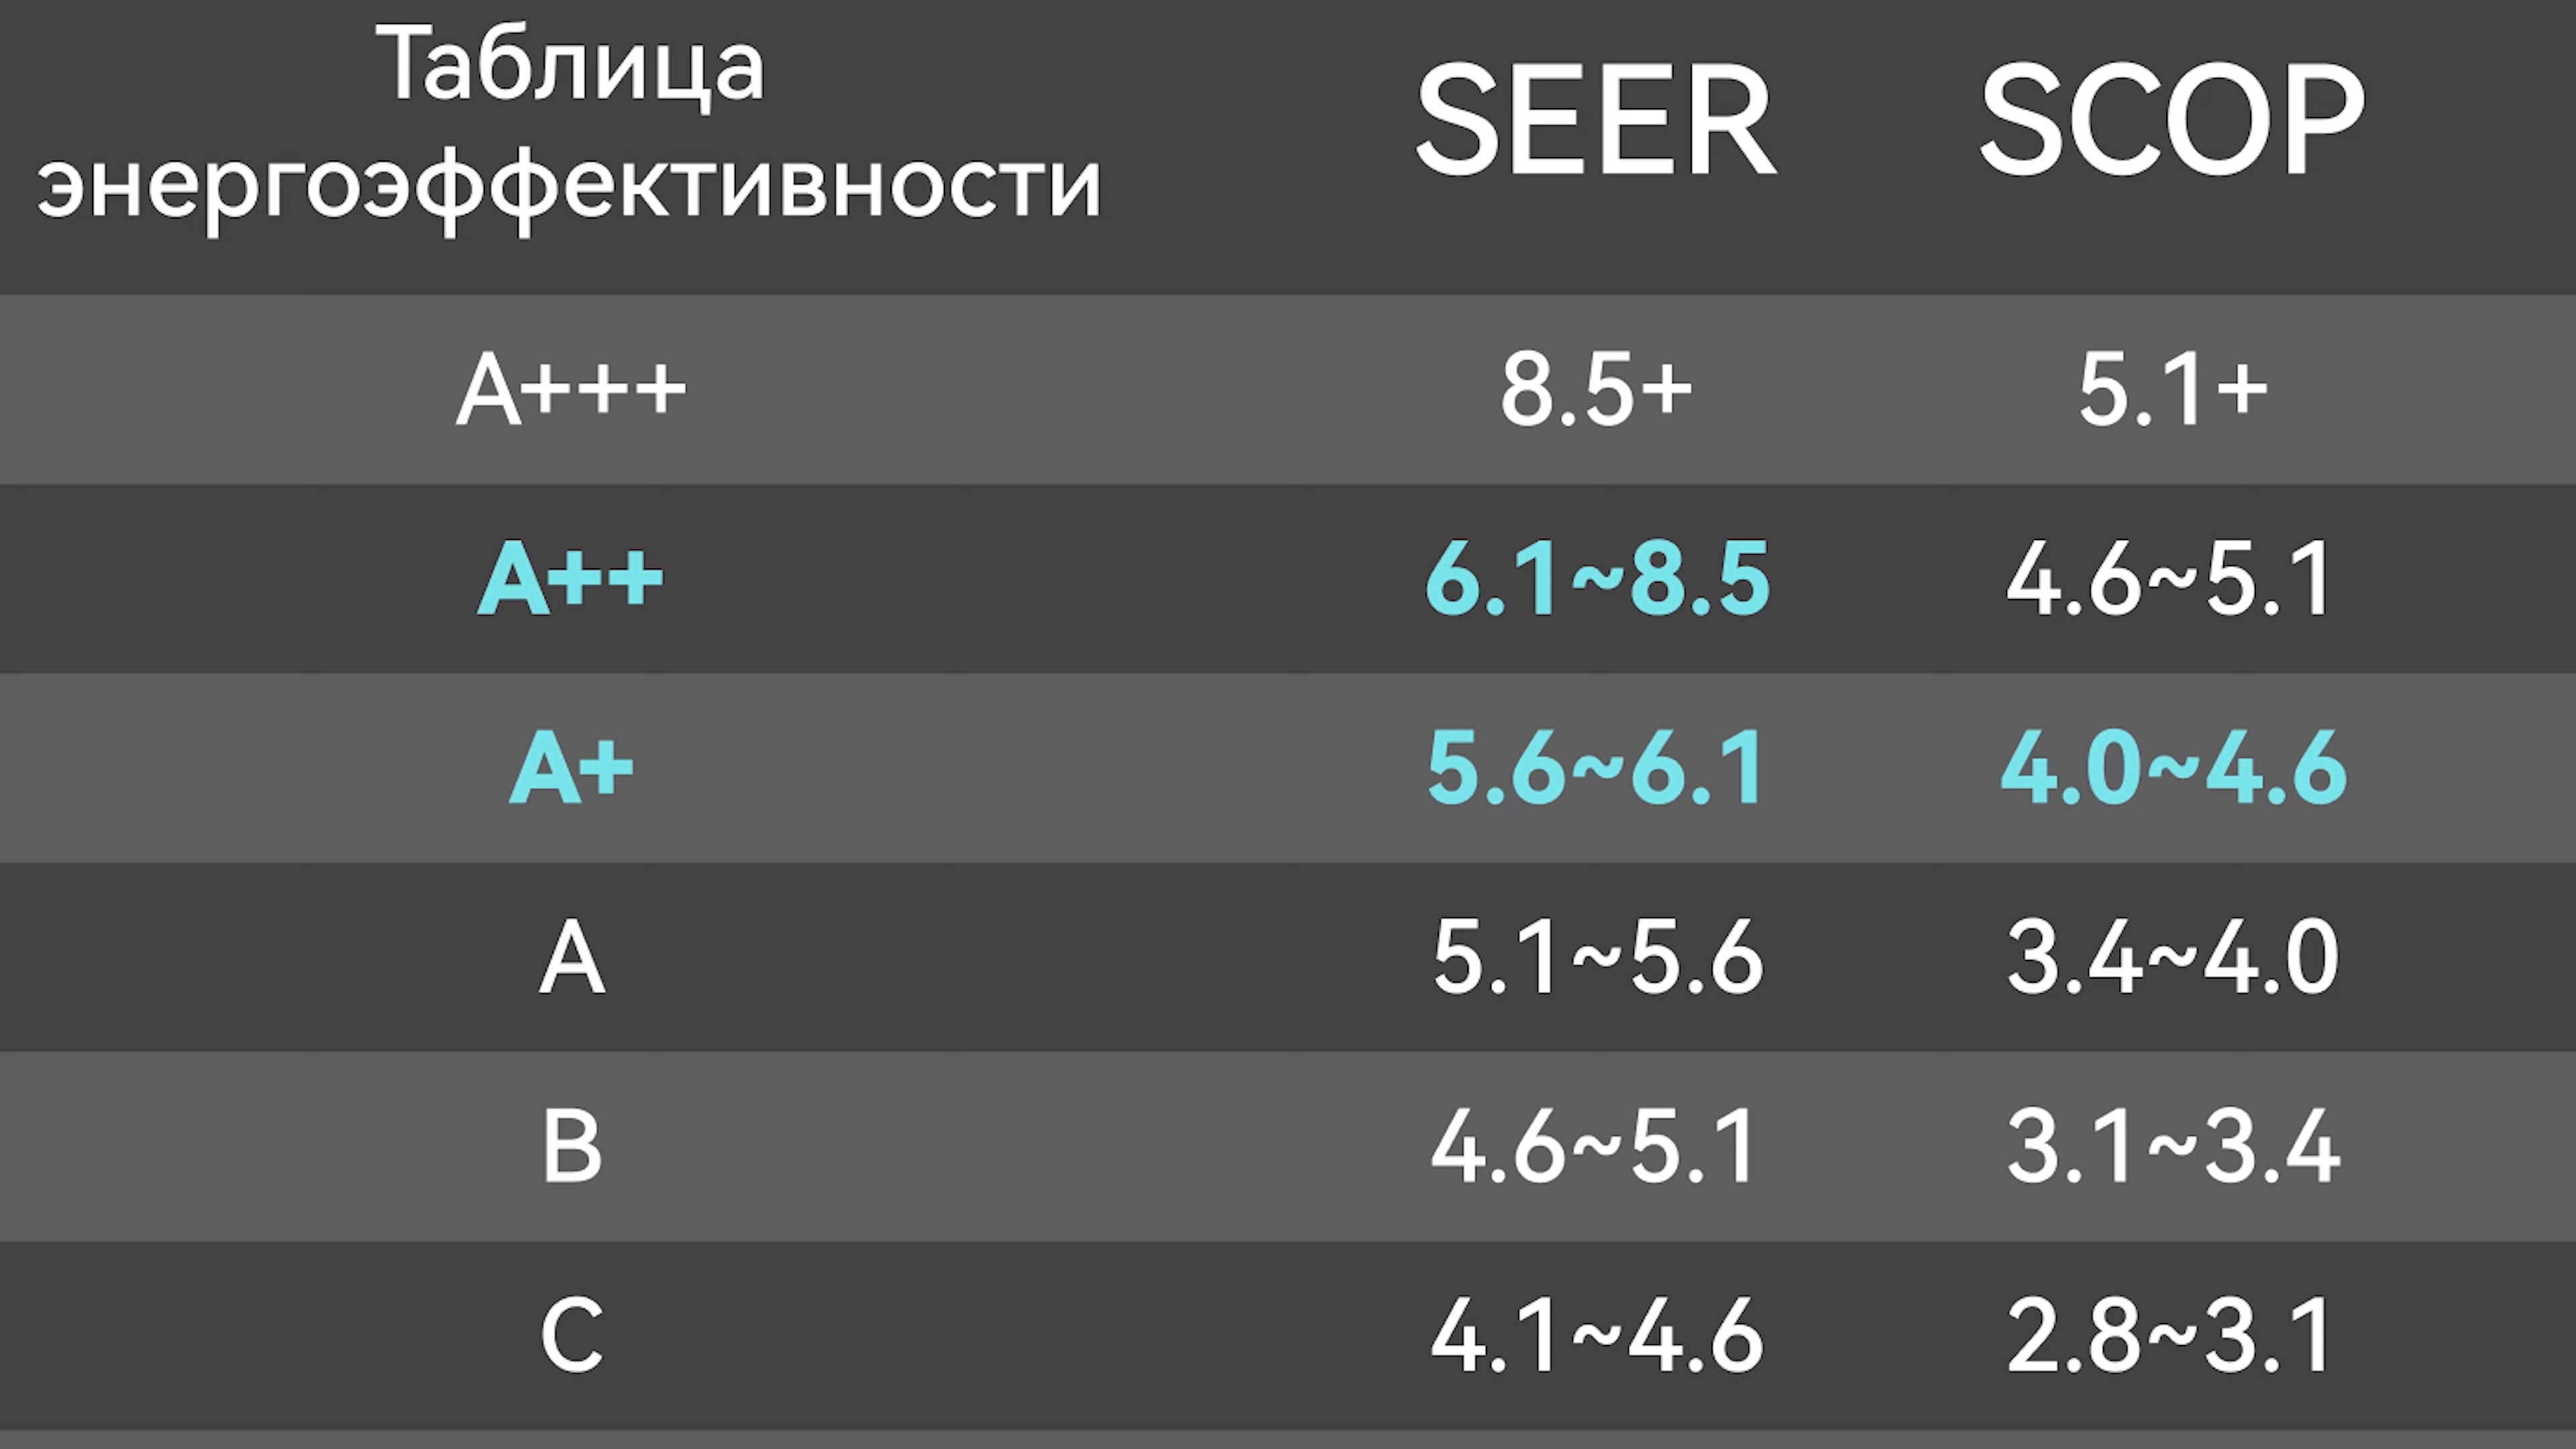 Таблица
энергоэффективности SEER SCOP
A+++ 8.5+ 5.1+
A++ 6.1~8.5 4.6~5.1
A+ 5.6~6.1 4.0~4.6
A 5.1~5.6 3.4~4.0
B 4.6~5.1 3.1~3.4
C 4.1~4.6 2.8~3.1